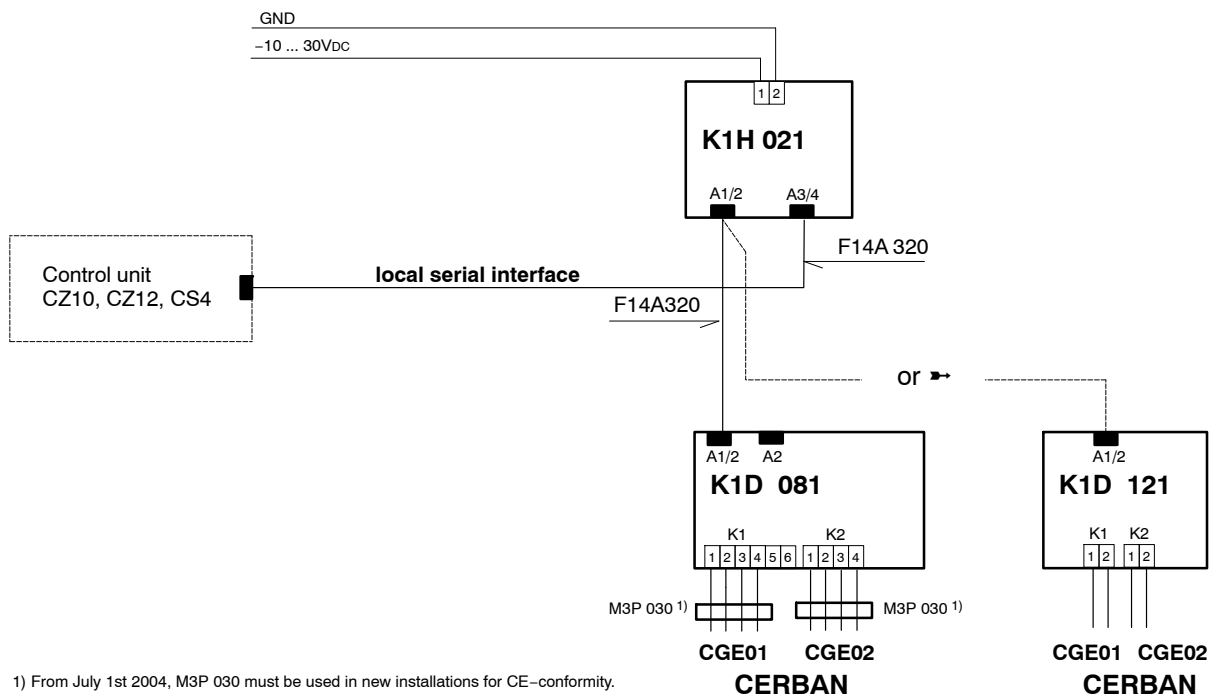 GND
−10 ... 30VDC
1 2
K1H 021
A1/2 A3/4
F14A 320
Control unit
CZ10, CZ12, CS4
local serial interface
F14A320
or ➳
A1/2 A2
K1D 081
K1 K2
1 2 3 4 5 6 1 2 3 4
M3P 030 1) M3P 030 1)
CGE01 CGE02
CERBAN
A1/2
K1D 121
K1 K2
1 2 1 2
CGE01 CGE02
CERBAN
1) From July 1st 2004, M3P 030 must be used in new installations for CE−conformity.